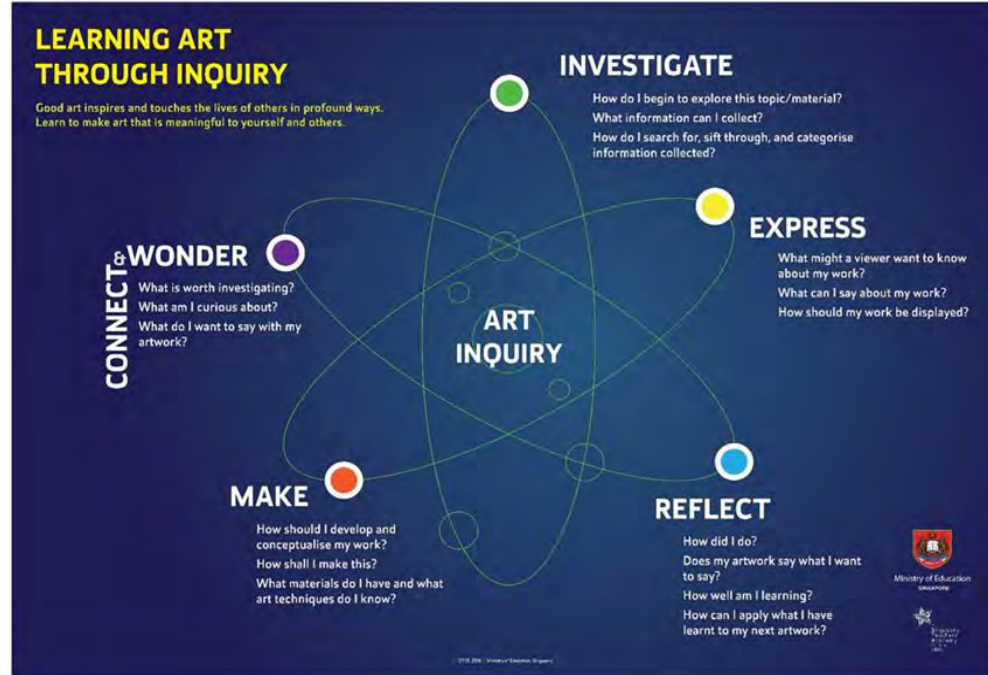 LEARNING ART
THROUGH INQUIRY
Good art inspires and touches the lives of others in profound ways.
Learn to make art that is meaningful to yourself and others.
INVESTIGATE
How do I begin to explore this topic/material?
What information can I collect?
How do I search for, sift through, and categorise
information collected?
EXPRESS
What might a viewer want to know
about my work?
What can I say about my work?
How should my work be displayed?
CONNECT &
WONDER
What is worth investigating?
What am I curious about?
What do I want to say with my
artwork?
ART
INQUIRY
MAKE
How should I develop and
conceptualise my work?
How shall I make this?
What materials do I have and what
art techniques do I know?
REFLECT
How did I do?
Does my artwork say what I want
to say?
How well am I learning?
How can I apply what I have
learnt to my next artwork?
Ministry of Education
SINGAPORE